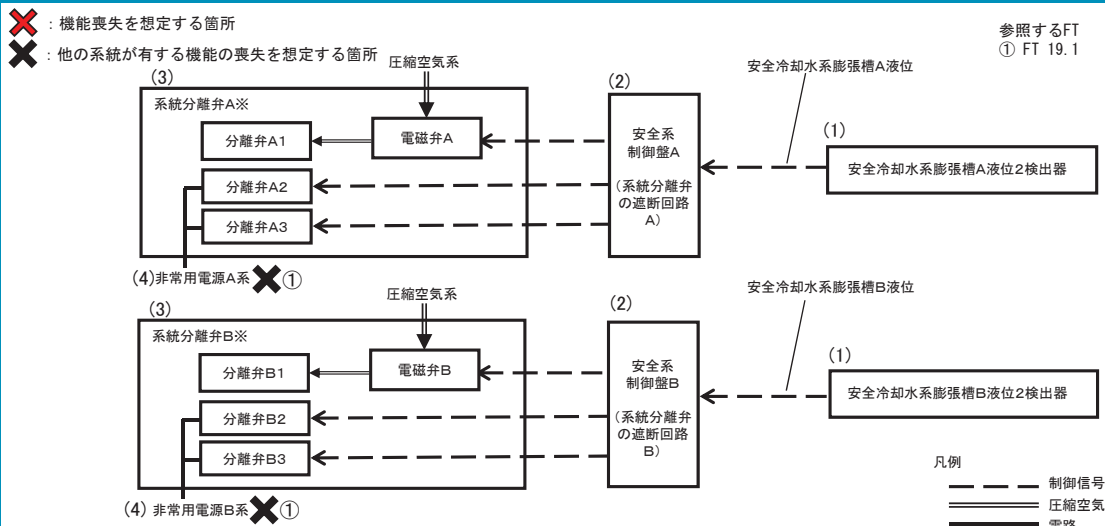 ：機能喪失を想定する箇所
：他の系統が有する機能の喪失を想定する箇所
参照するFT
① FT 19.1
圧縮空気系
安全冷却水系膨張槽A液位
(3)
(2)
(1)
系統分離弁A※
分離弁A1
電磁弁A
安全系
制御盤A
(系統分離弁
の遮断回路
A)
安全冷却水系膨張槽A液位2検出器
分離弁A2
分離弁A3
(4)非常用電源A系
①
圧縮空気系
安全冷却水系膨張槽B液位
(3)
(2)
(1)
系統分離弁B※
分離弁B1
電磁弁B
安全系
制御盤B
(系統分離弁
の遮断回路
B)
安全冷却水系膨張槽B液位2検出器
分離弁B2
分離弁B3
(4) 非常用電源B系
①
凡例
制御信号
圧縮空気
電路